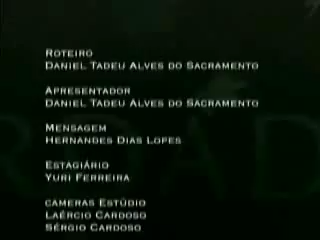 Roteiro
Daniel Tadeu Alves do Sacramento
Apresentador
Daniel Tadeu Alves do Sacramento
Mensagem
Hernandes Dias Lopes
Estagiário
Yuri Ferreira
cameras Estúdio
Laércio Cardoso
Sérgio Cardoso